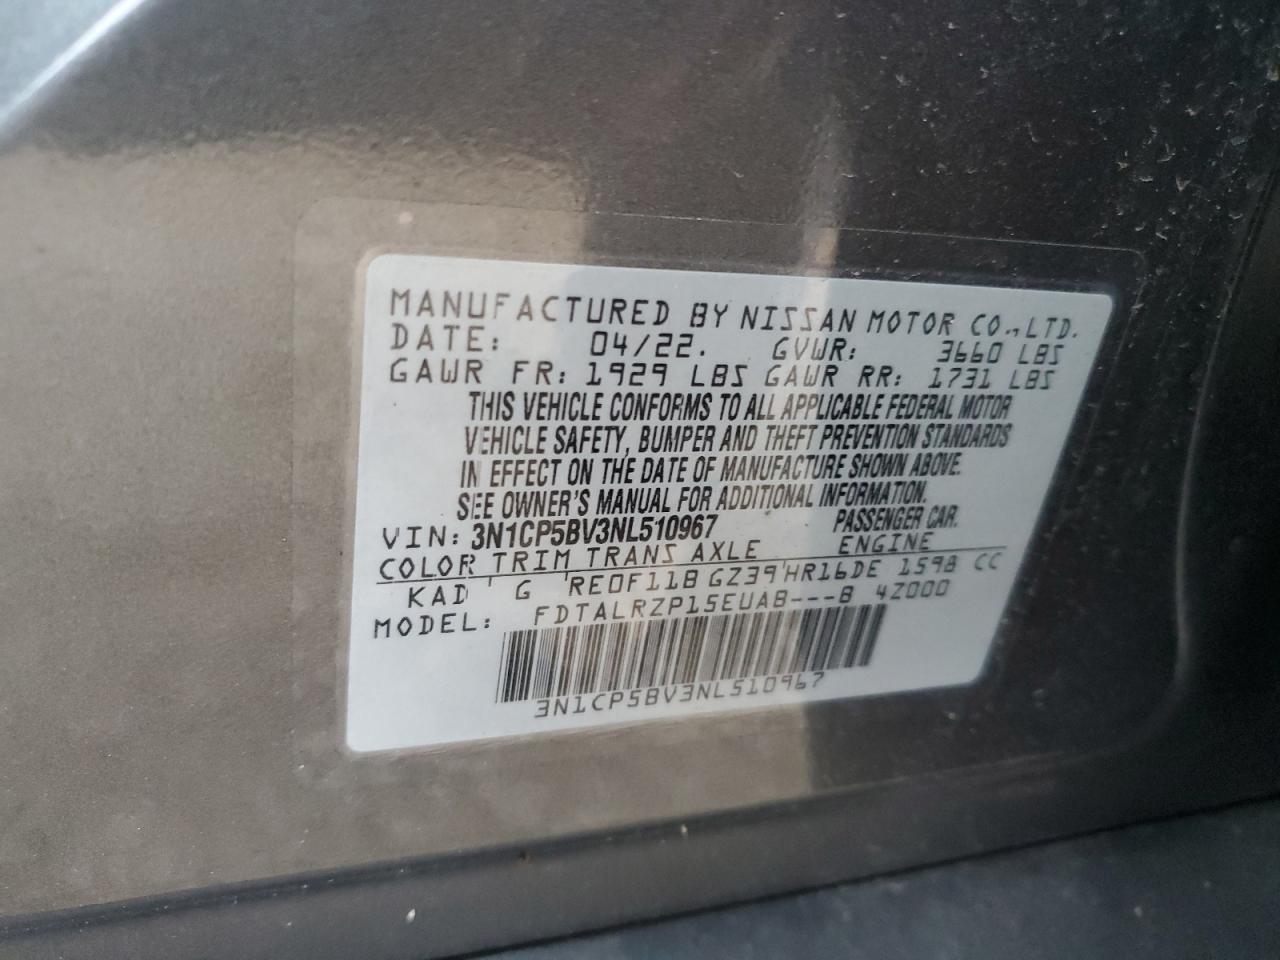 MANUFACTURED BY NISSAN MOTOR CO.,LTD.
DATE: 04/22. GVWR: 3660 LBS
GAWR FR: 1929 LBS GAWR RR: 1731 LBS
THIS VEHICLE CONFORMS TO ALL APPLICABLE FEDERAL MOTOR
VEHICLE SAFETY, BUMPER AND THEFT PREVENTION STANDARDS
IN EFFECT ON THE DATE OF MANUFACTURE SHOWN ABOVE.
SEE OWNER'S MANUAL FOR ADDITIONAL INFORMATION.
VIN: 3N1CP5BV3NL510967 PASSENGER CAR.
COLOR TRIM TRANS AXLE ENGINE
KAD G RE0F11B GZ39 HR16DE 1598 CC
MODEL: FDTALRZP15EUAB---B 4Z000
3N1CP5BV3NL510967